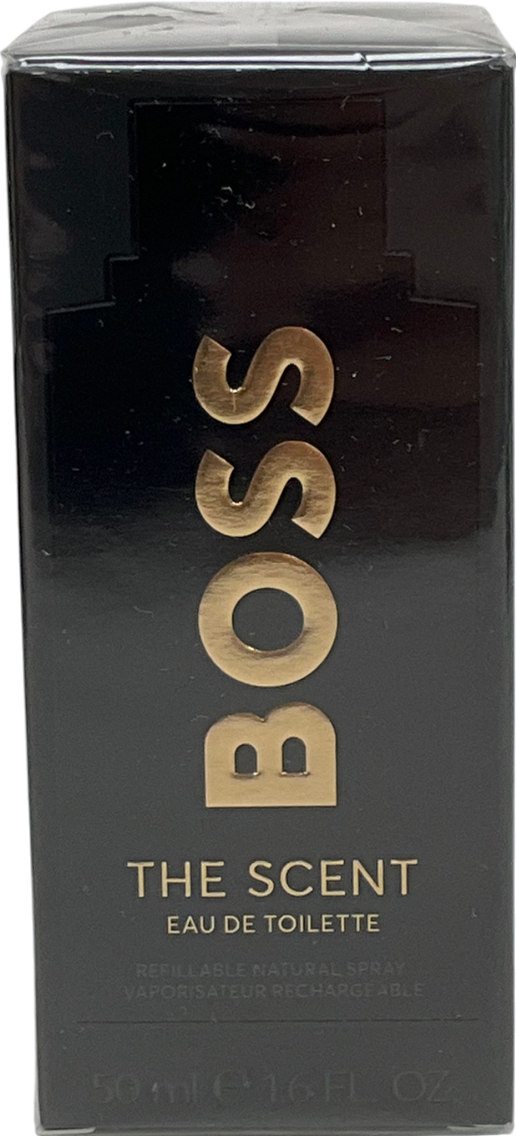 BOSS
THE SCENT
EAU DE TOILETTE
REFILLABLE NATURAL SPRAY
VAPORISATEUR RECHARGEABLE
50 ml ℮ 1.6 FL. OZ.